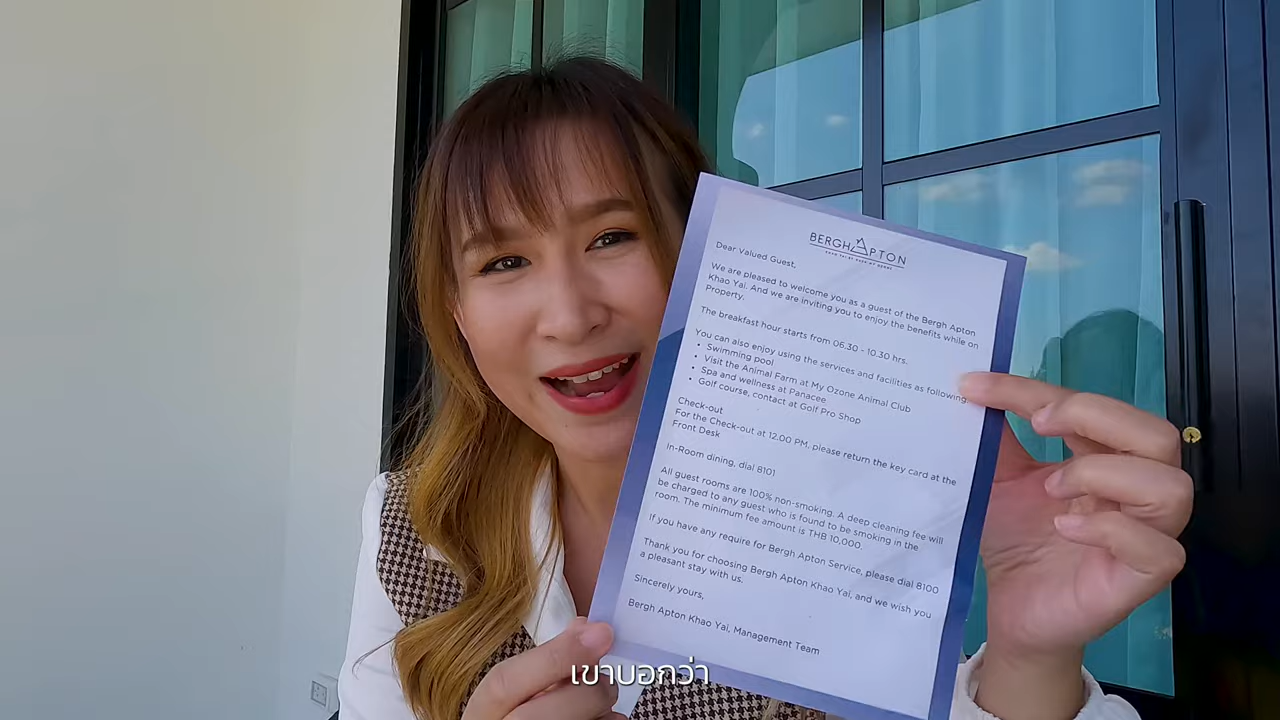 BERGHAPTON
Dear Valued Guest,
We are pleased to welcome you as a guest of the Bergh Apton
Khao Yai. And we are inviting you to enjoy the benefits while on
Property.
The breakfast hour starts from 06.30 - 10.30 hrs.
You can also enjoy using the services and facilities as following:
• Swimming pool
• Visit the Animal Farm at My Ozone Animal Club
• Spa and wellness at Panacee
• Golf course, contact at Golf Pro Shop
Check-out
For the Check-out at 12.00 PM, please return the key card at the
Front Desk
In-Room dining, dial 8101
All guest rooms are 100% non-smoking. A deep cleaning fee will
be charged to any guest who is found to be smoking in the
room. The minimum fee amount is THB 10,000
If you have any require for Bergh Apton Service, please dial 8100
Thank you for choosing Bergh Apton Khao Yai, and we wish you
a pleasant stay with us.
Sincerely yours,
Bergh Apton Khao Yai, Management Team
เขาบอกว่า